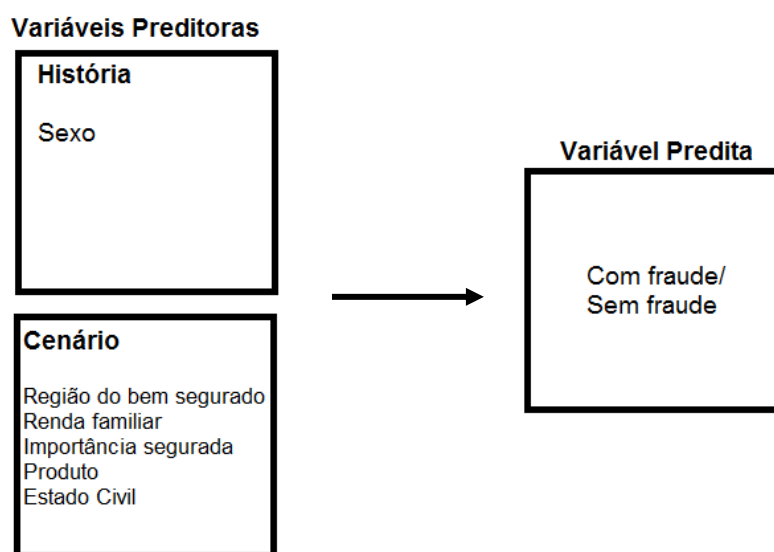 Variáveis Preditoras
História
Sexo
Variável Predita
Com fraude/
Sem fraude
Cenário
Região do bem segurado
Renda familiar
Importância segurada
Produto
Estado Civil